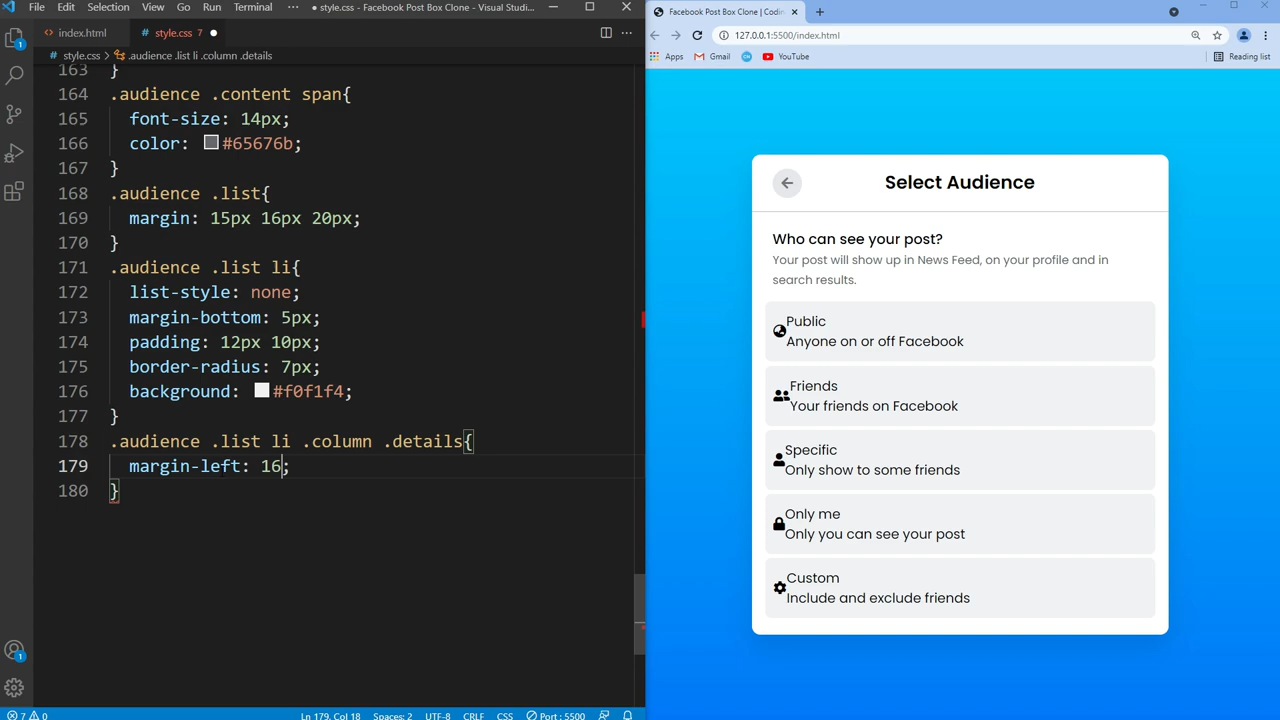 File Edit Selection View Go Run Terminal ··· ● style.css - Facebook Post Box Clone - Visual Studi...
index.html
style.css 7 ●
style.css > .audience .list li .column .details
163 }
164 .audience .content span{
165 font-size: 14px;
166 color: #65676b;
167 }
168 .audience .list{
169 margin: 15px 16px 20px;
170 }
171 .audience .list li{
172 list-style: none;
173 margin-bottom: 5px;
174 padding: 12px 10px;
175 border-radius: 7px;
176 background: #f0f1f4;
177 }
178 .audience .list li .column .details{
179 margin-left: 16;
180 }
1
1
7 0
Ln 179, Col 18 Spaces: 2 UTF-8 CRLF CSS Port : 5500
Facebook Post Box Clone | Codin
127.0.0.1:5500/index.html
Apps Gmail YouTube Reading list
Select Audience
Who can see your post?
Your post will show up in News Feed, on your profile and in
search results.
Public
Anyone on or off Facebook
Friends
Your friends on Facebook
Specific
Only show to some friends
Only me
Only you can see your post
Custom
Include and exclude friends